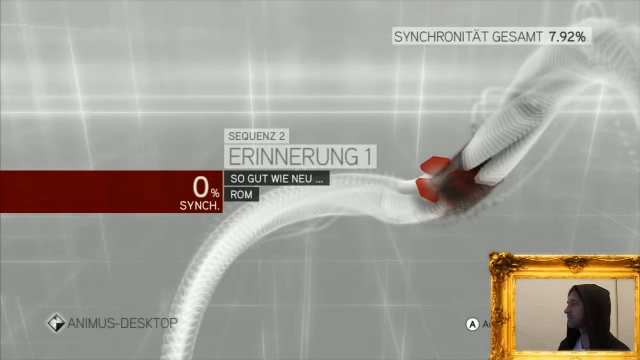 SYNCHRONITÄT GESAMT 7.92%
SEQUENZ 2
ERINNERUNG 1
SO GUT WIE NEU ...
ROM
0%
SYNCH.
ANIMUS-DESKTOP
A